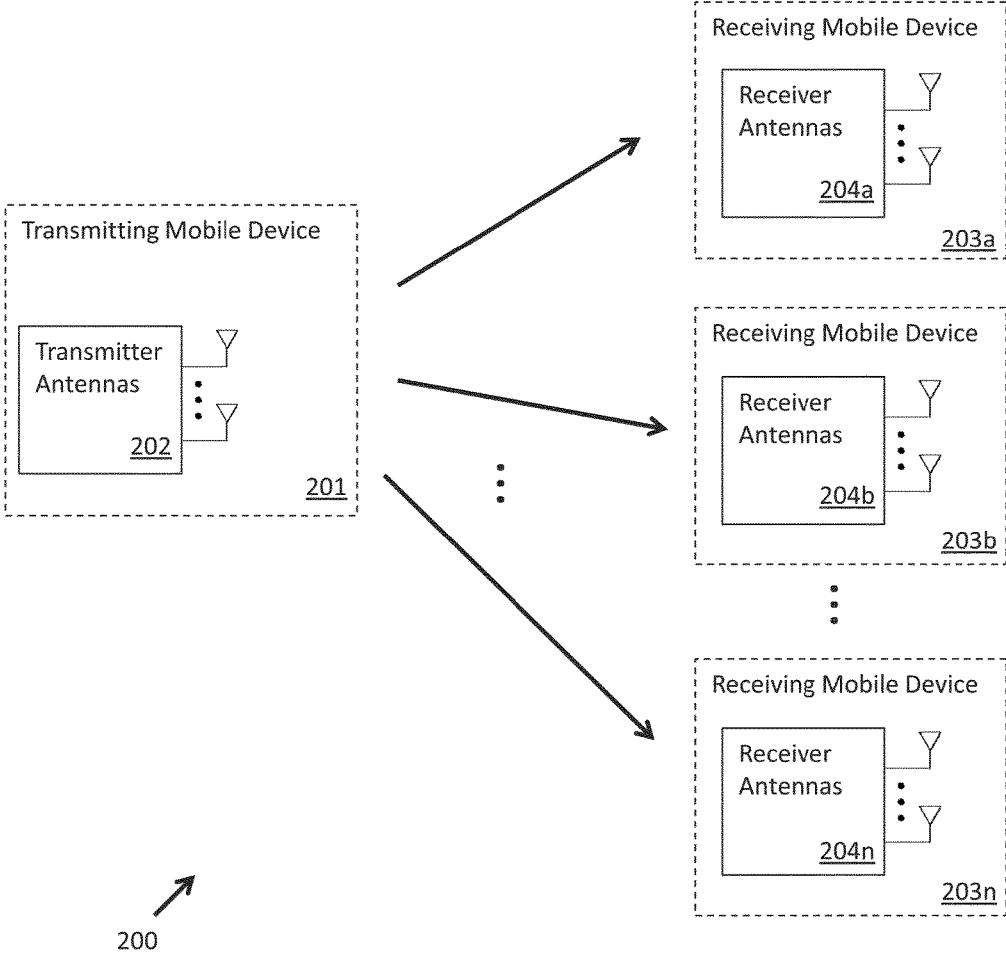 Receiving Mobile Device
Receiver
Antennas
204a
203a
Transmitting Mobile Device
Transmitter
Antennas
202
201
Receiving Mobile Device
Receiver
Antennas
204b
203b
Receiving Mobile Device
Receiver
Antennas
204n
203n
200